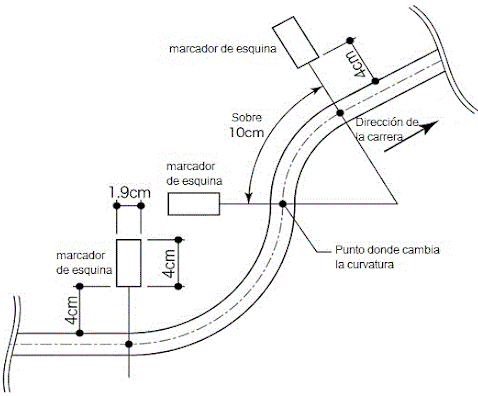 marcador de esquina
4cm
Sobre
10cm
Dirección de
la carrera
marcador
de esquina
1.9cm
marcador
de esquina
4cm
4cm
Punto donde cambia
la curvatura